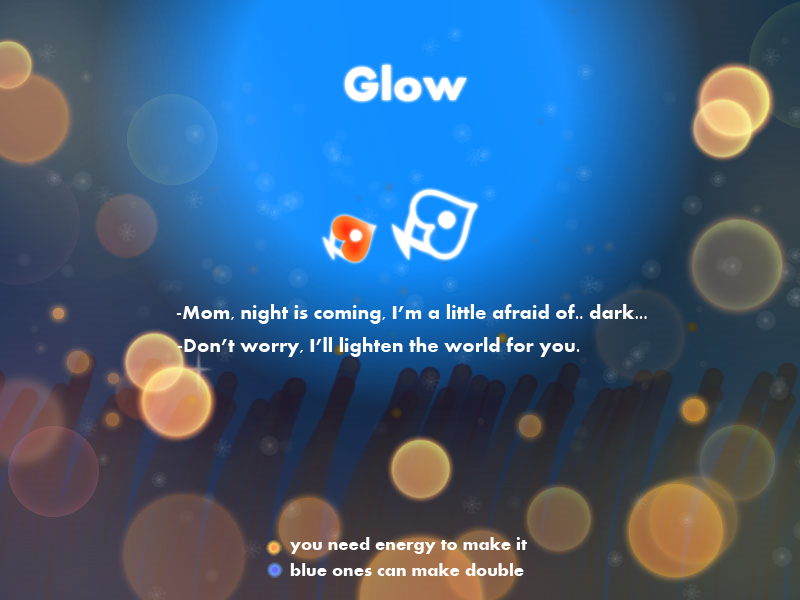 Glow
-Mom, night is coming, I'm a little afraid of.. dark...
-Don't worry, I'll lighten the world for you.
you need energy to make it
blue ones can make double